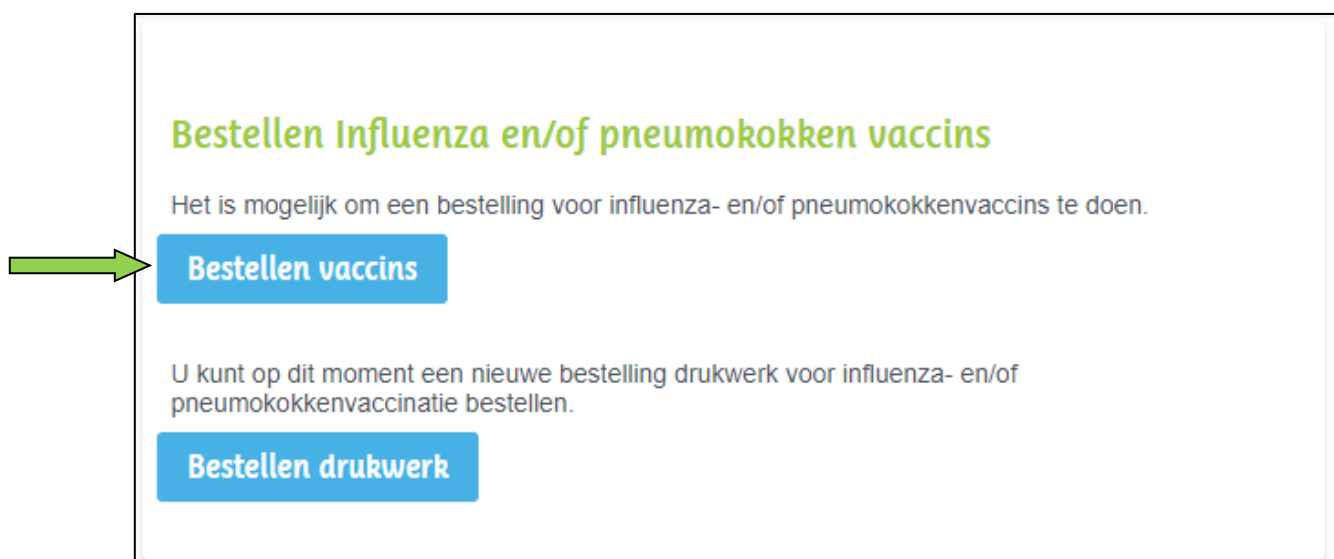 Bestellen Influenza en/of pneumokokken vaccins
Het is mogelijk om een bestelling voor influenza- en/of pneumokokkenvaccins te doen.
Bestellen vaccins
U kunt op dit moment een nieuwe bestelling drukwerk voor influenza- en/of
pneumokokkenvaccinatie bestellen.
Bestellen drukwerk